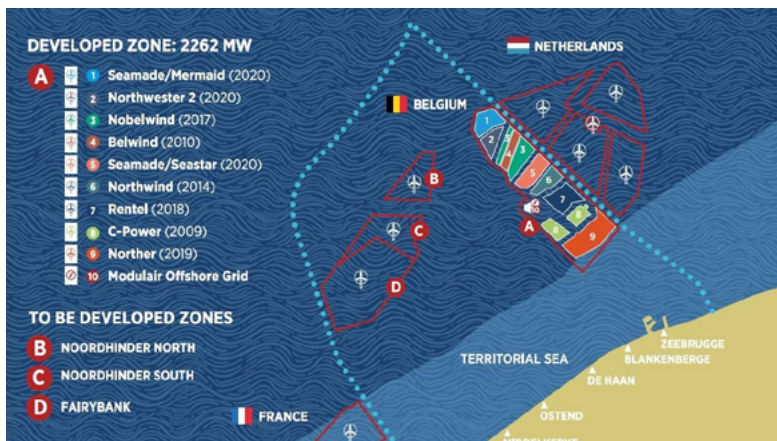 DEVELOPED ZONE: 2262 MW
A
1 Seamade/Mermaid (2020)
2 Northwester 2 (2020)
3 Nobelwind (2017)
4 Belwind (2010)
5 Seamade/Seastar (2020)
6 Northwind (2014)
7 Rentel (2018)
8 C-Power (2009)
9 Norther (2019)
10 Modulair Offshore Grid
TO BE DEVELOPED ZONES
B NOORDHINDER NORTH
C NOORDHINDER SOUTH
D FAIRYBANK
NETHERLANDS
BELGIUM
1
2
3
3
4
5
6
7
8
8
9
10
A
B
C
D
TERRITORIAL SEA
ZEEBRUGGE
BLANKENBERGE
DE HAAN
OSTEND
FRANCE